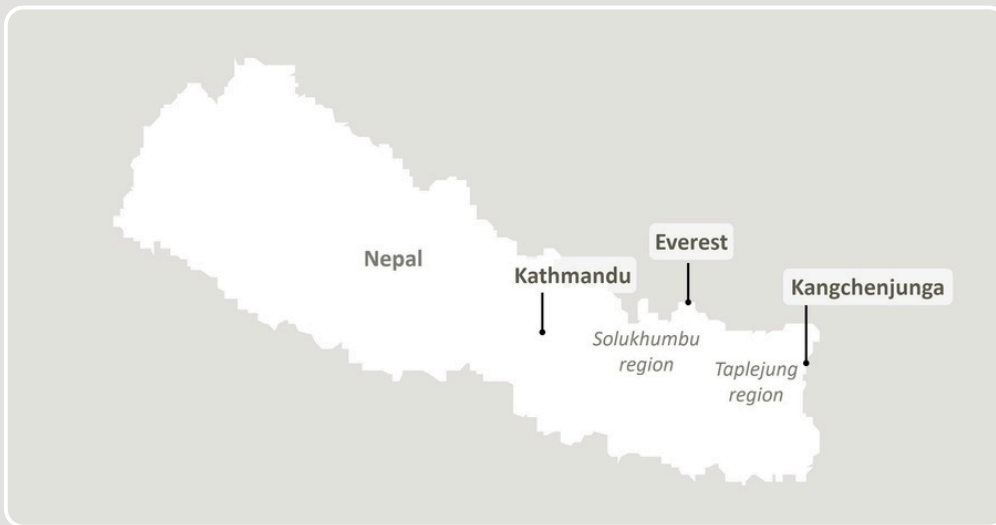 Nepal
Kathmandu
Everest
Kangchenjunga
Solukhumbu
region
Taplejung
region